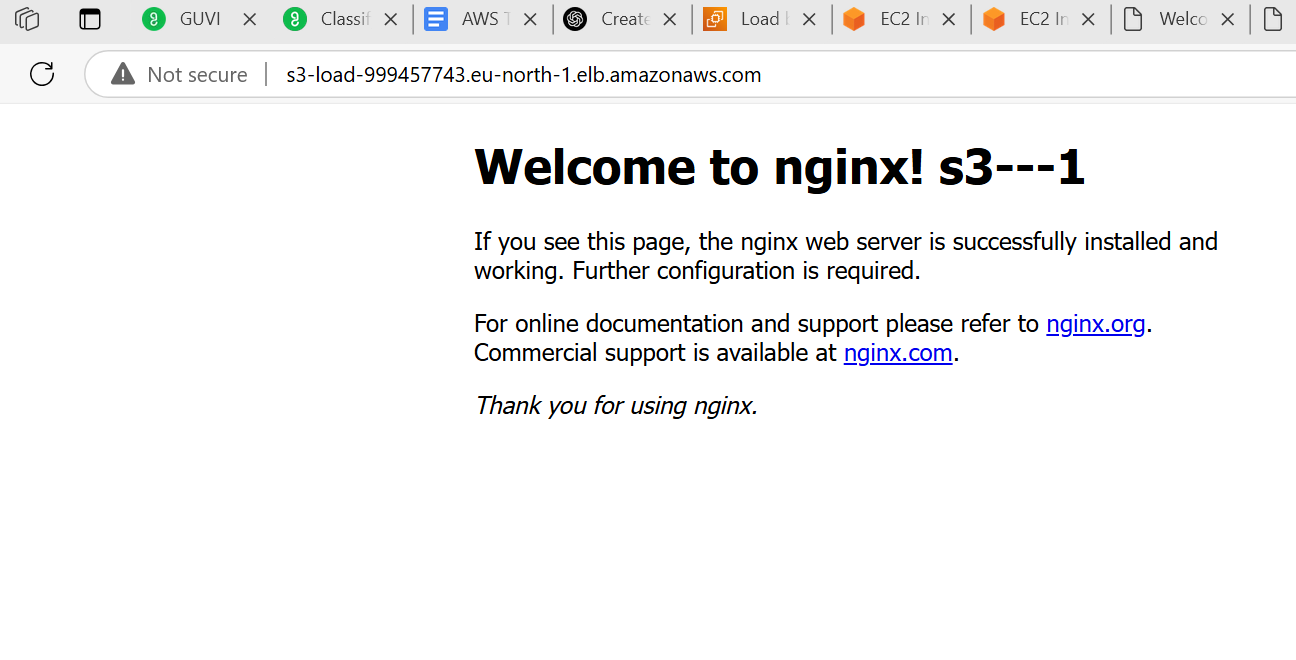 GUVI
Classif
AWS T
Create
Load b
EC2 In
EC2 In
Welco
Not secure
s3-load-999457743.eu-north-1.elb.amazonaws.com
Welcome to nginx! s3---1
If you see this page, the nginx web server is successfully installed and
working. Further configuration is required.
For online documentation and support please refer to nginx.org.
Commercial support is available at nginx.com.
Thank you for using nginx.